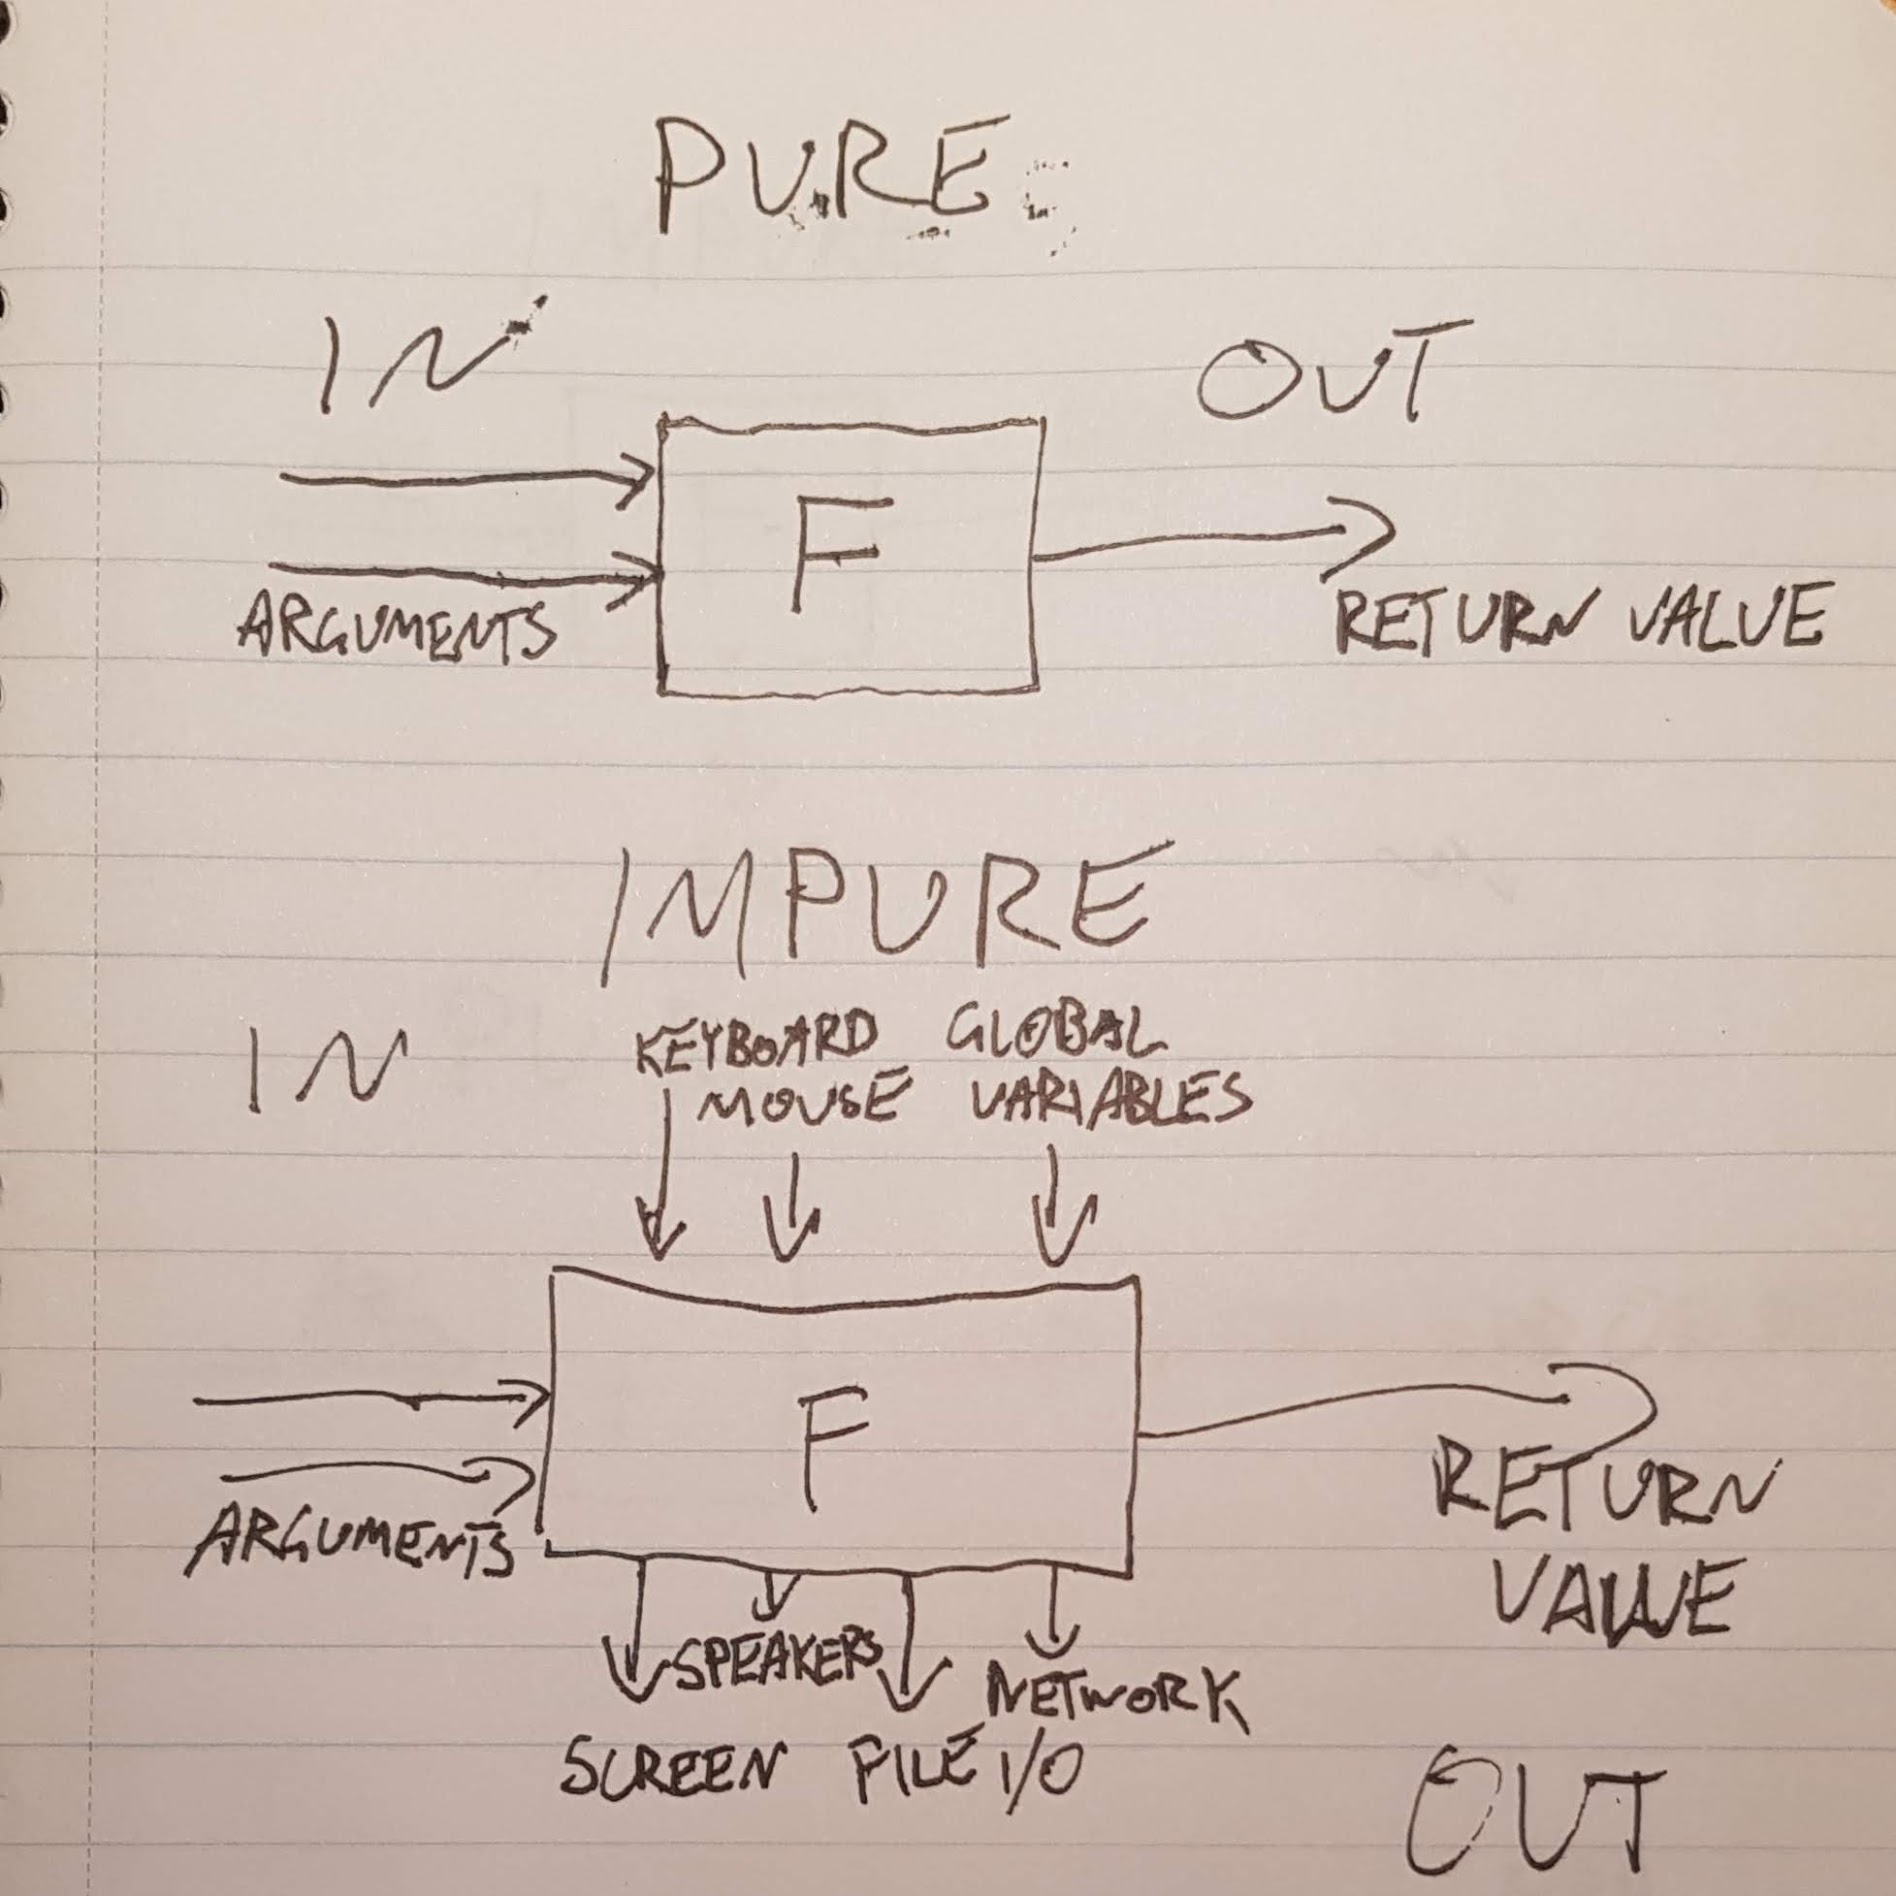 PURE
IN
OUT
F
ARGUMENTS
RETURN VALUE
IMPURE
IN
KEYBOARD GLOBAL
MOUSE VARIABLES
F
ARGUMENTS
RETURN
VALUE
SPEAKERS
NETWORK
SCREEN FILE I/O
OUT